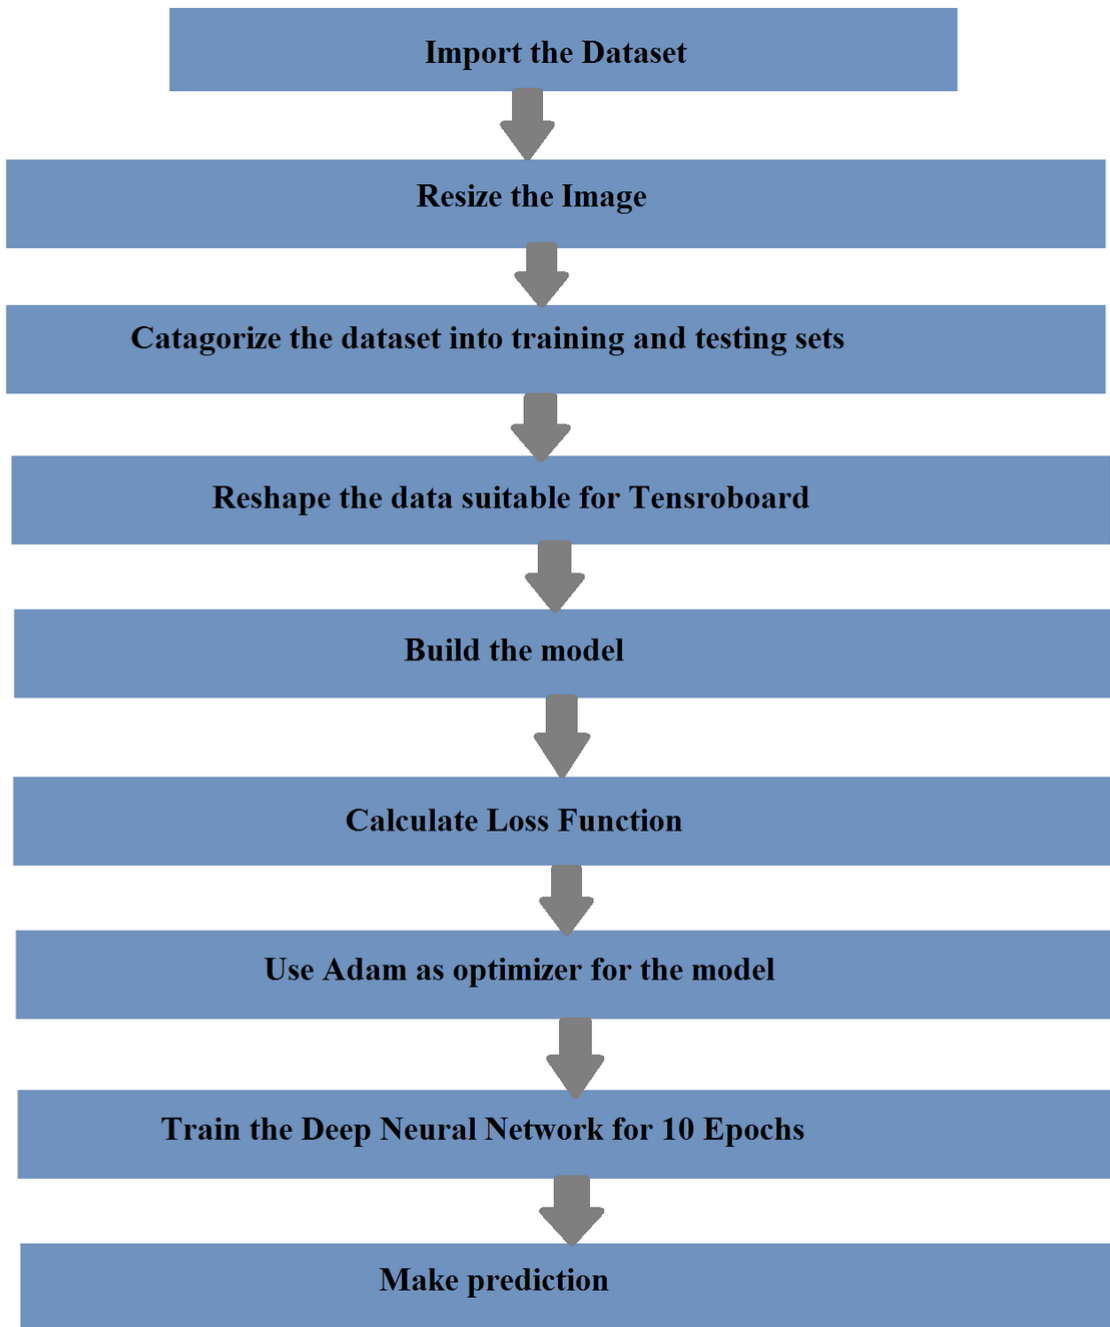 Import the Dataset
Resize the Image
Catagorize the dataset into training and testing sets
Reshape the data suitable for Tensroboard
Build the model
Calculate Loss Function
Use Adam as optimizer for the model
Train the Deep Neural Network for 10 Epochs
Make prediction